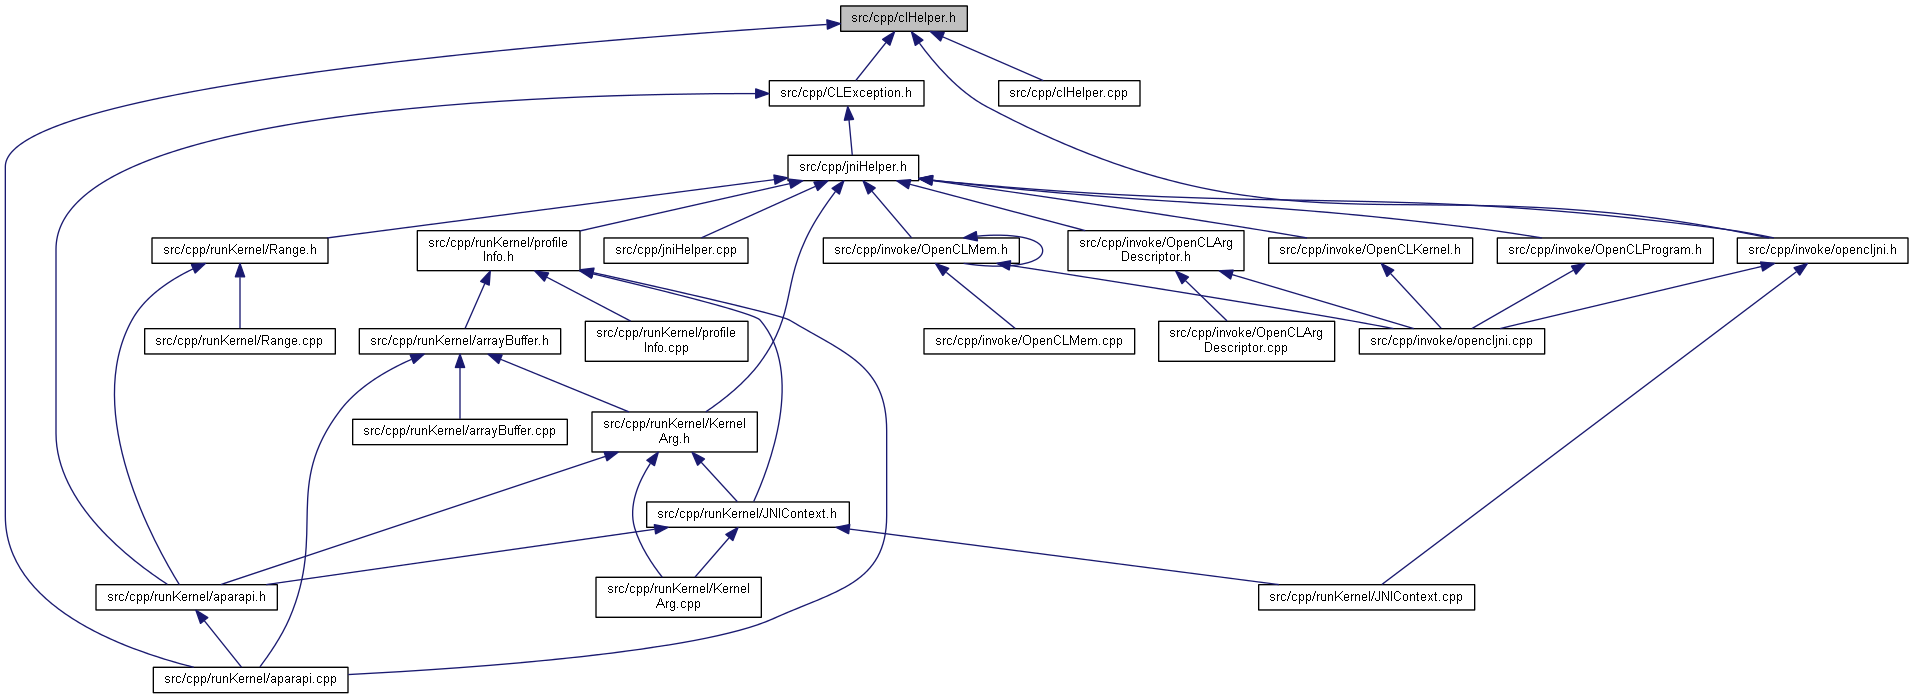 src/cpp/clHelper.h
src/cpp/CLException.h
src/cpp/clHelper.cpp
src/cpp/jniHelper.h
src/cpp/runKernel/Range.h
src/cpp/runKernel/profile
Info.h
src/cpp/jniHelper.cpp
src/cpp/invoke/OpenCLMem.h
src/cpp/invoke/OpenCLArg
Descriptor.h
src/cpp/invoke/OpenCLKernel.h
src/cpp/invoke/OpenCLProgram.h
src/cpp/invoke/opencljni.h
src/cpp/runKernel/Range.cpp
src/cpp/runKernel/arrayBuffer.h
src/cpp/runKernel/profile
Info.cpp
src/cpp/invoke/OpenCLMem.cpp
src/cpp/invoke/OpenCLArg
Descriptor.cpp
src/cpp/invoke/opencljni.cpp
src/cpp/runKernel/arrayBuffer.cpp
src/cpp/runKernel/Kernel
Arg.h
src/cpp/runKernel/JNIContext.h
src/cpp/runKernel/aparapi.h
src/cpp/runKernel/Kernel
Arg.cpp
src/cpp/runKernel/JNIContext.cpp
src/cpp/runKernel/aparapi.cpp